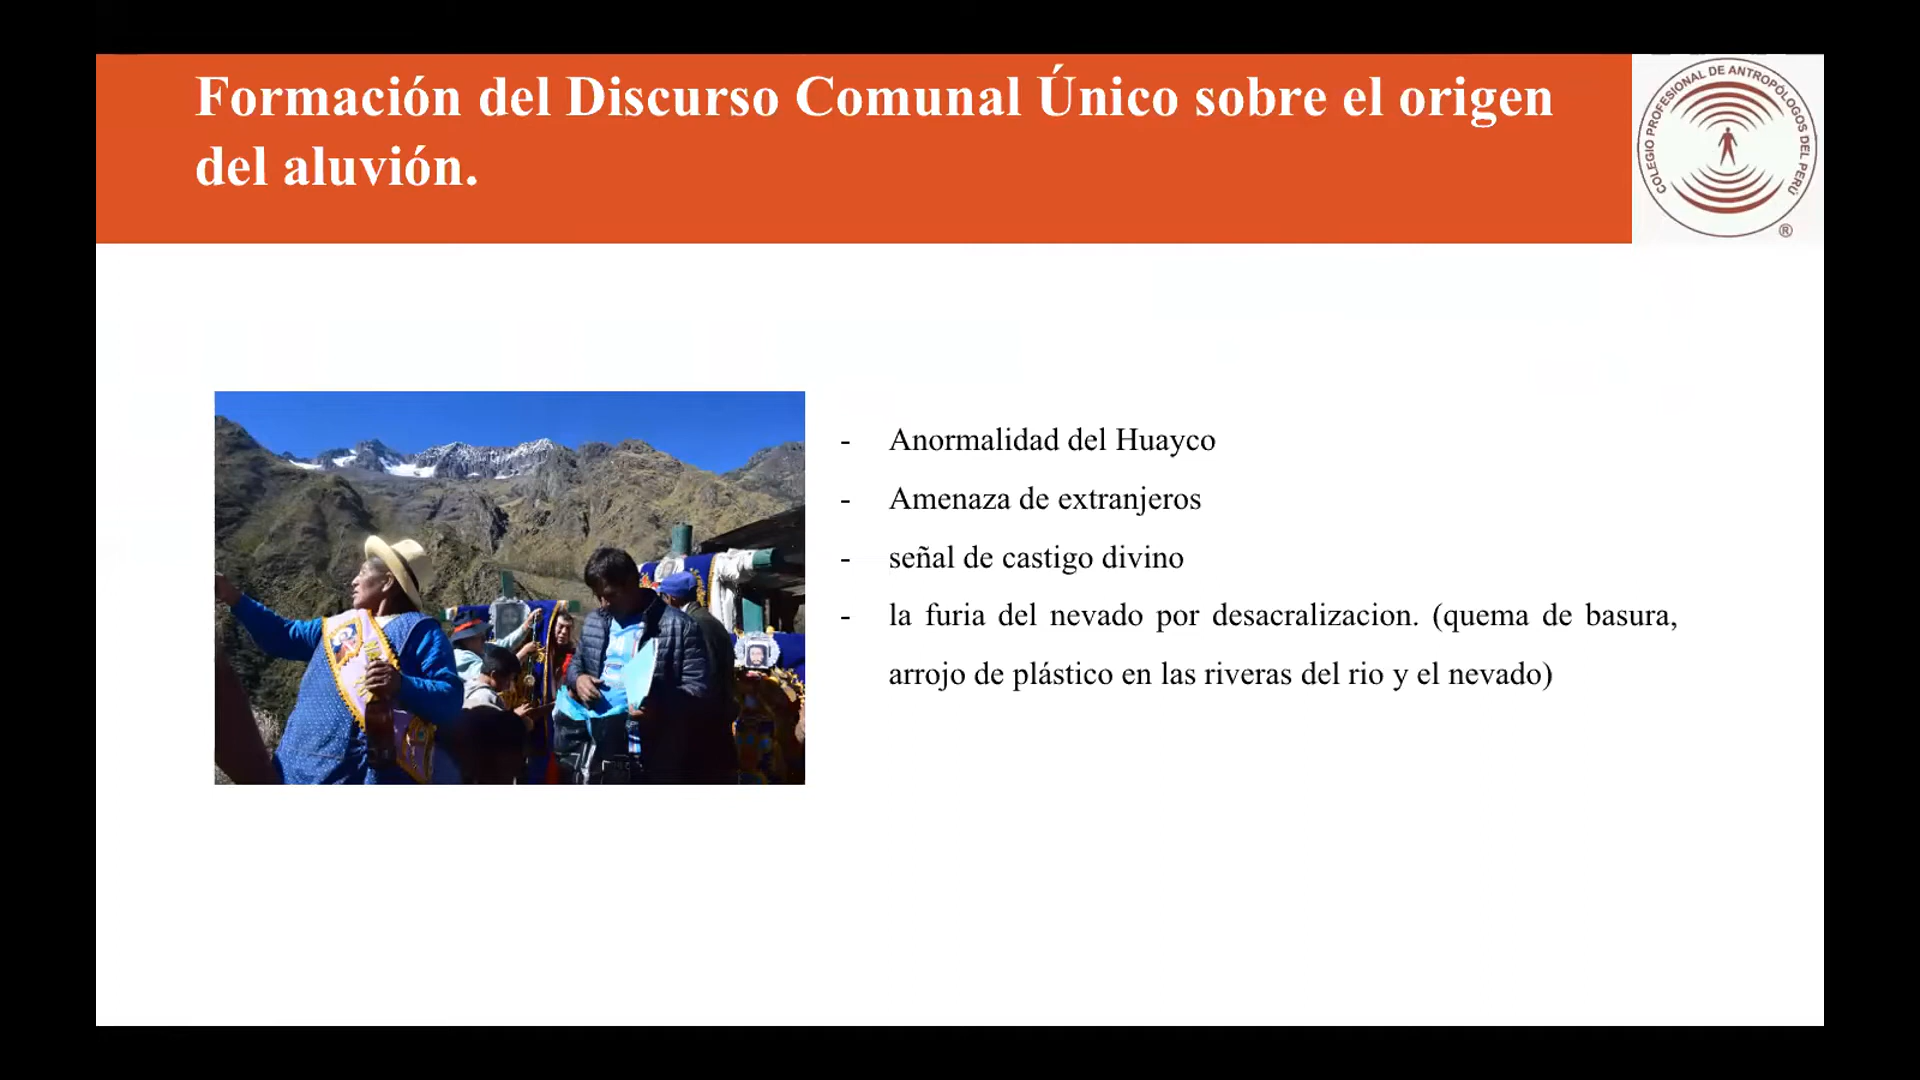 Formación del Discurso Comunal Único sobre el origen
del aluvión.
COLEGIO PROFESIONAL DE ANTROPÓLOGOS DEL PERÚ
®
- Anormalidad del Huayco
- Amenaza de extranjeros
- señal de castigo divino
- la furia del nevado por desacralizacion. (quema de basura,
arrojo de plástico en las riveras del rio y el nevado)